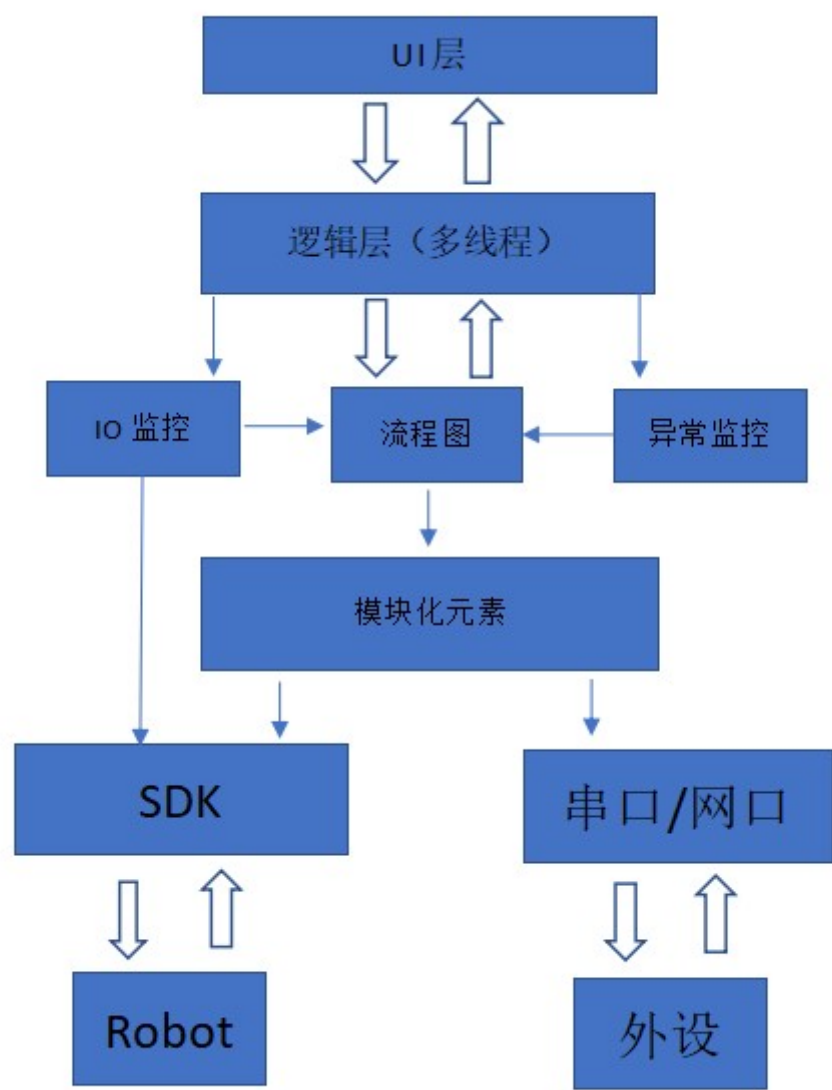 UI层
逻辑层（多线程）
IO 监控
流程图
异常监控
模块化元素
SDK
串口/网口
Robot
外设